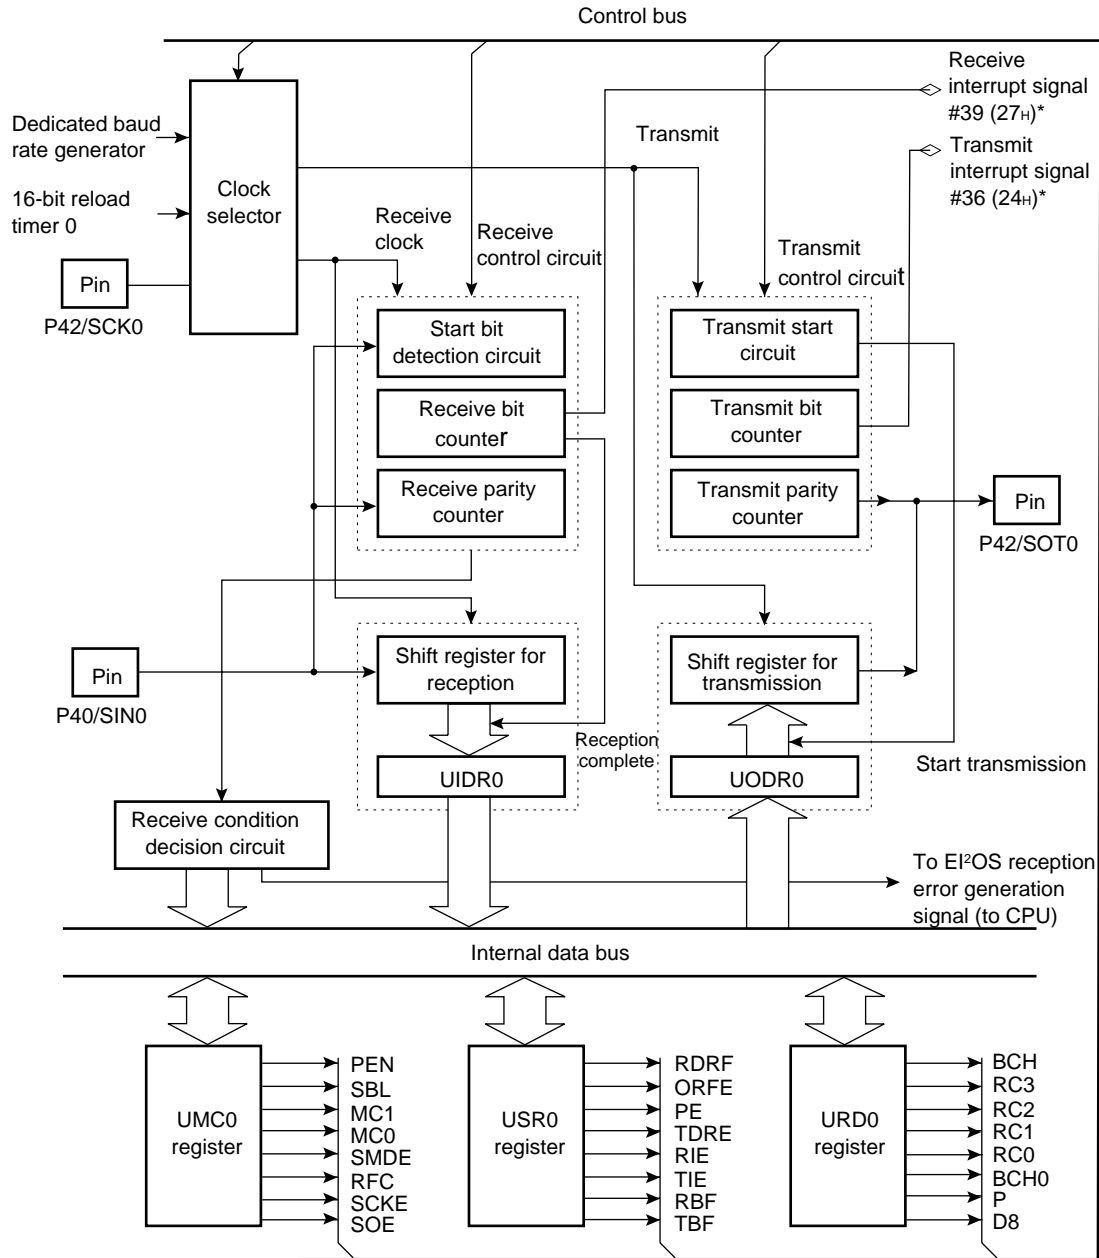 Control bus
Receive
interrupt signal
#39 (27H)*
Transmit
interrupt signal
#36 (24H)*
Dedicated baud
rate generator
16-bit reload
timer 0
Pin
P42/SCK0
Clock
selector
Transmit
Receive
clock
Receive
control circuit
Transmit
control circuit
Start bit
detection circuit
Receive bit
counter
Receive parity
counter
Transmit start
circuit
Transmit bit
counter
Transmit parity
counter
Pin
P42/SOT0
Pin
P40/SIN0
Shift register for
reception
Shift register for
transmission
Reception
complete
Start transmission
UIDR0
UODR0
Receive condition
decision circuit
To EI²OS reception
error generation
signal (to CPU)
Internal data bus
UMC0
register
PEN
SBL
MC1
MC0
SMDE
RFC
SCKE
SOE
USR0
register
RDRF
ORFE
PE
TDRE
RIE
TIE
RBF
TBF
URD0
register
BCH
RC3
RC2
RC1
RC0
BCH0
P
D8